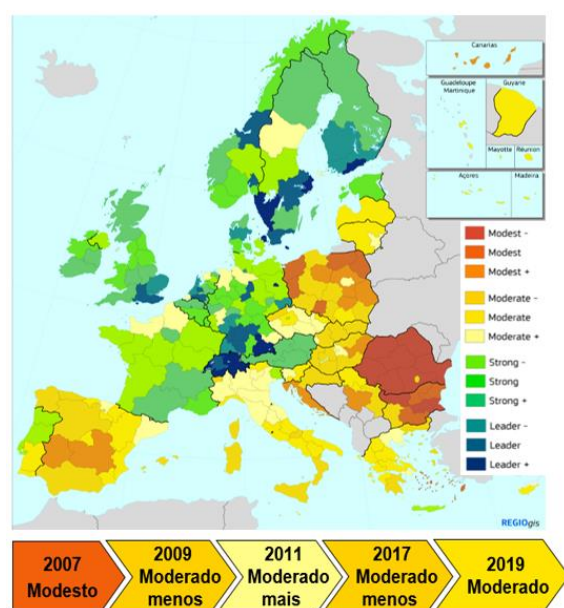 Canarias
Guadeloupe
Martinique
Guyane
Mayotte
Réunion
Açores
Madeira
Modest -
Modest
Modest +
Moderate -
Moderate
Moderate +
Strong -
Strong
Strong +
Leader -
Leader
Leader +
REGIOgis
2007
Modesto
2009
Moderado
menos
2011
Moderado
mais
2017
Moderado
menos
2019
Moderado